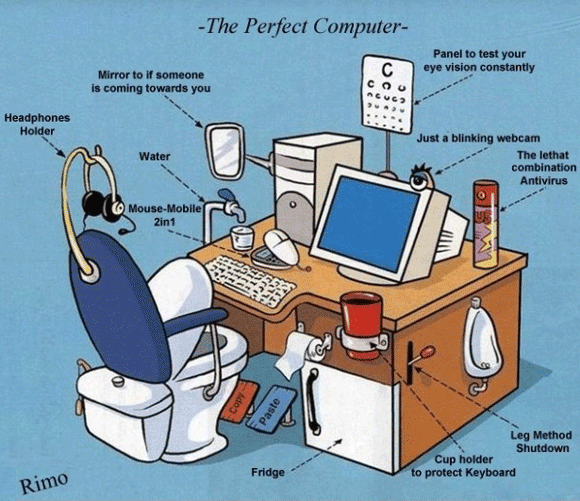 -The Perfect Computer-
Panel to test your
eye vision constantly
Mirror to if someone
is coming towards you
Headphones
Holder
Water
Just a blinking webcam
The lethat
combination
Antivirus
Mouse-Mobile
2in1
C
Copy
Paste
Leg Method
Shutdown
Cup holder
to protect Keyboard
Fridge
Rimo